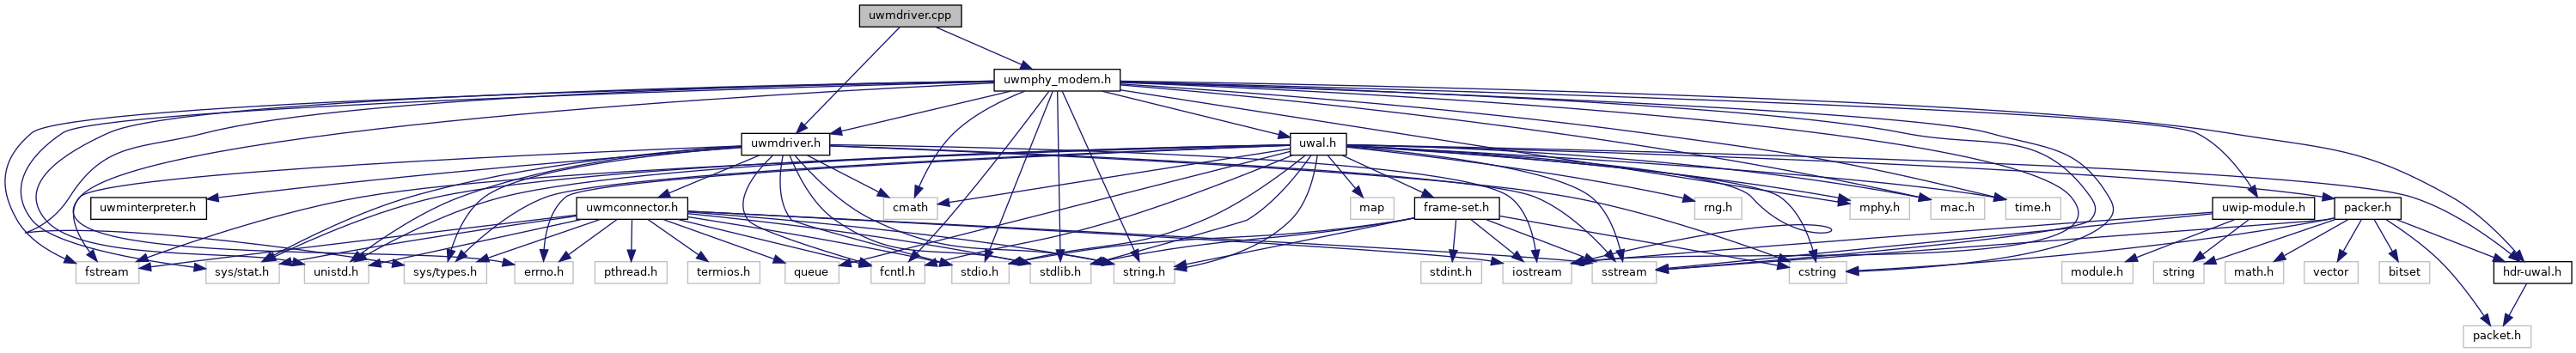 uwmdriver.cpp
uwmphy_modem.h
uwmdriver.h
uwal.h
uwminterpreter.h
uwmconnector.h
cmath
map
frame-set.h
rng.h
mphy.h
mac.h
time.h
uwip-module.h
packer.h
fstream
sys/stat.h
unistd.h
sys/types.h
errno.h
pthread.h
termios.h
queue
fcntl.h
stdio.h
stdlib.h
string.h
stdint.h
iostream
sstream
cstring
module.h
string
math.h
vector
bitset
hdr-uwal.h
packet.h